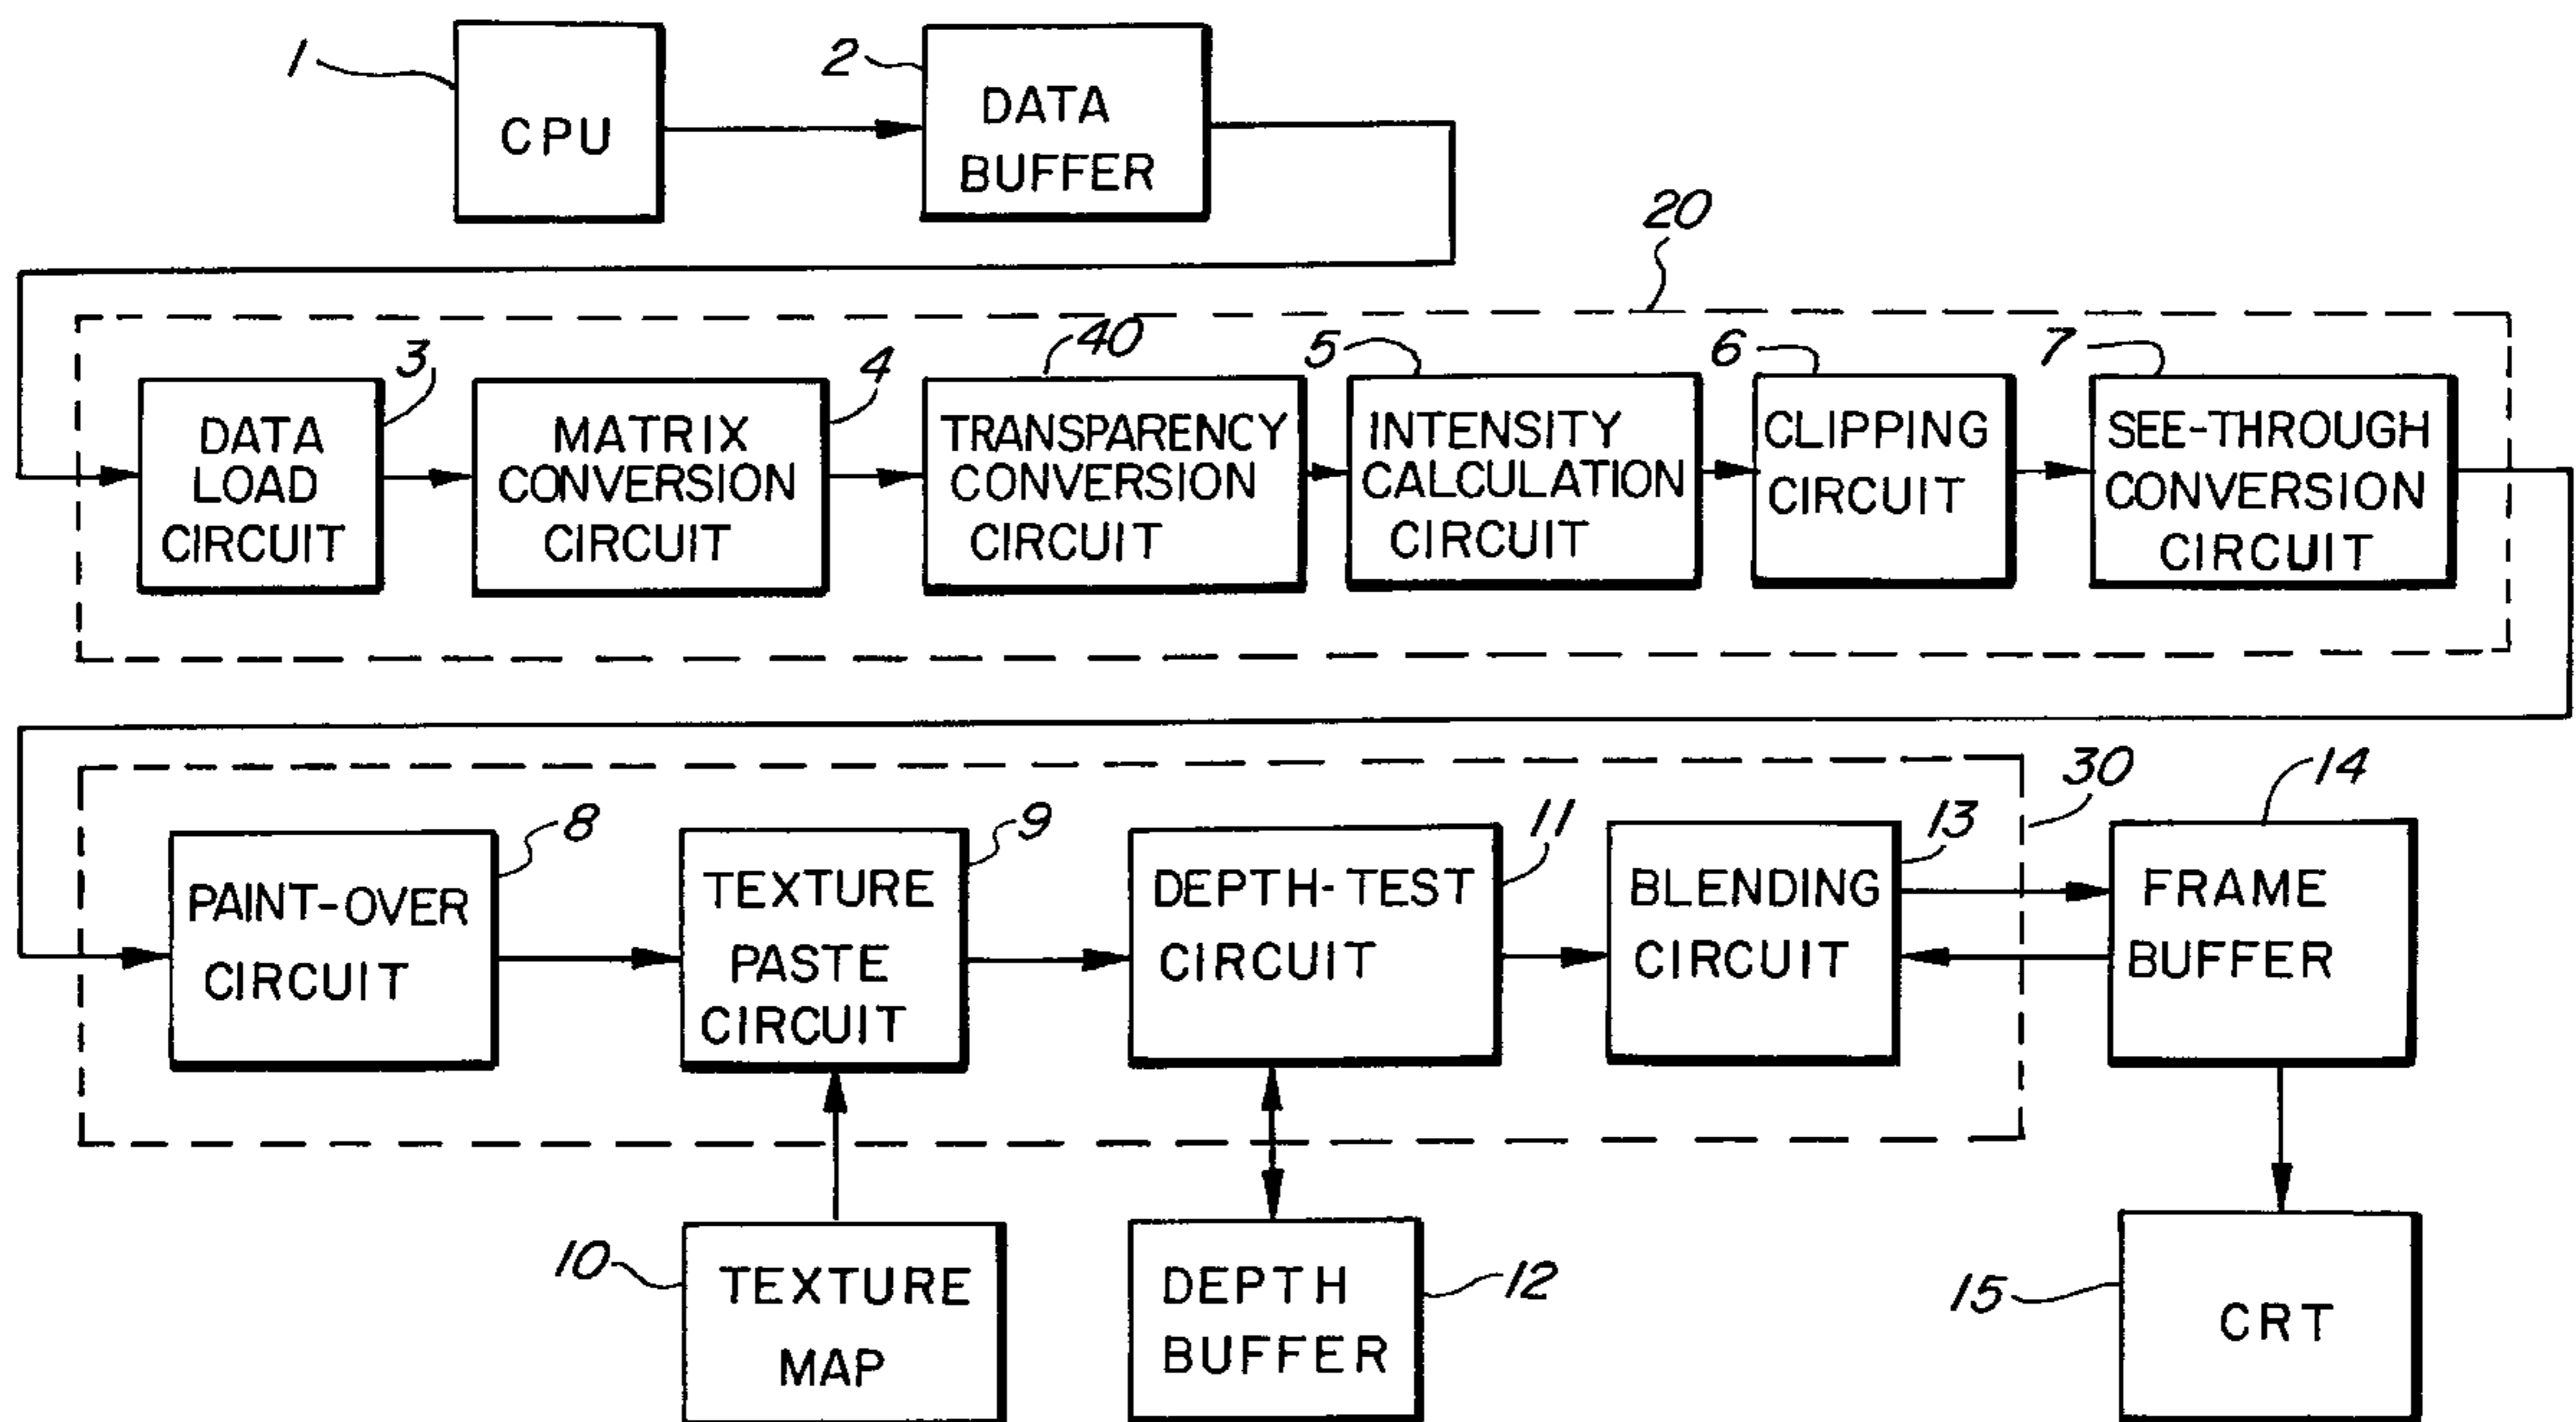 1
CPU
2
DATA
BUFFER
20
3
DATA
LOAD
CIRCUIT
4
MATRIX
CONVERSION
CIRCUIT
40
TRANSPARENCY
CONVERSION
CIRCUIT
5
INTENSITY
CALCULATION
CIRCUIT
6
CLIPPING
CIRCUIT
7
SEE-THROUGH
CONVERSION
CIRCUIT
30
8
PAINT-OVER
CIRCUIT
9
TEXTURE
PASTE
CIRCUIT
11
DEPTH-TEST
CIRCUIT
13
BLENDING
CIRCUIT
14
FRAME
BUFFER
10
TEXTURE
MAP
12
DEPTH
BUFFER
15
CRT